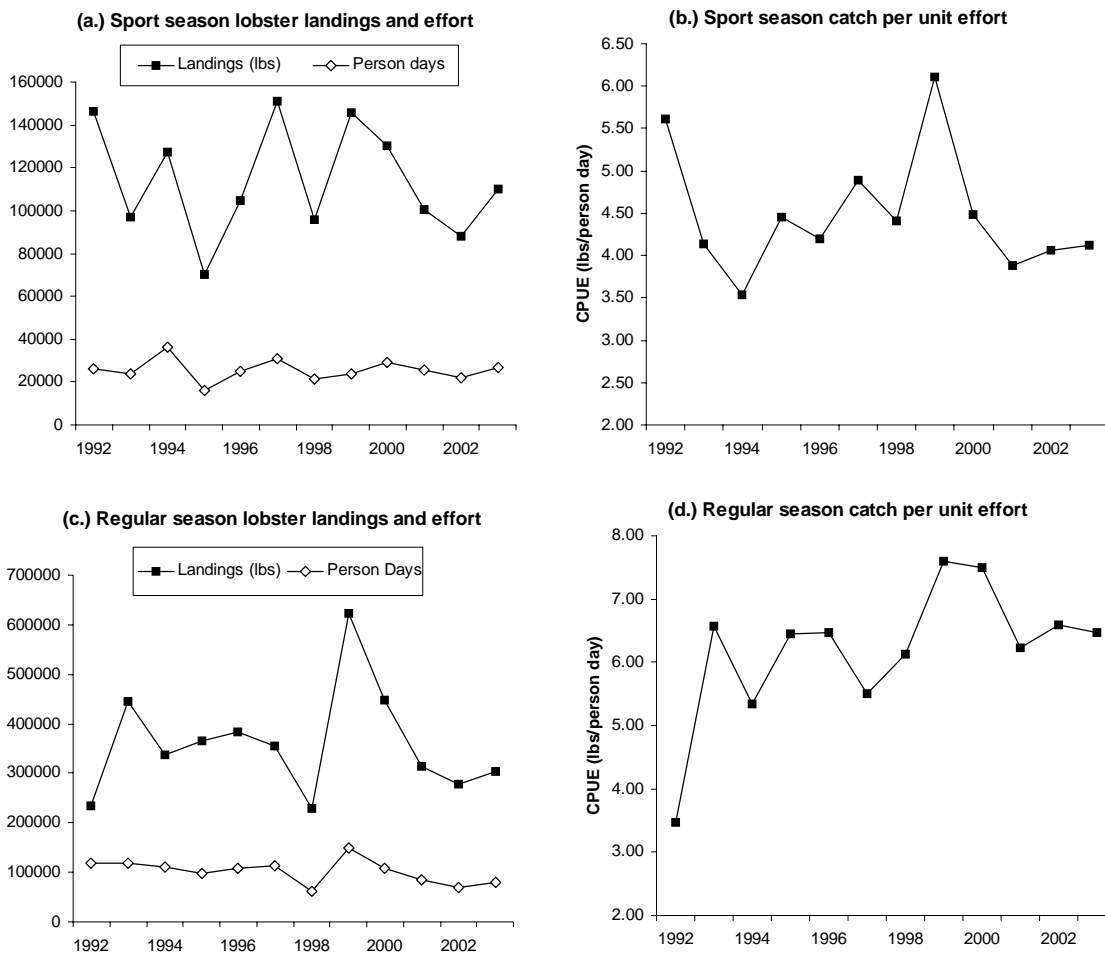 (a.) Sport season lobster landings and effort
Landings (lbs) Person days
160000
140000
120000
100000
80000
60000
40000
20000
0
1992 1994 1996 1998 2000 2002
(b.) Sport season catch per unit effort
6.50
6.00
5.50
5.00
4.50
4.00
3.50
3.00
2.50
2.00
CPUE (lbs/person day)
1992 1994 1996 1998 2000 2002
(c.) Regular season lobster landings and effort
Landings (lbs) Person Days
700000
600000
500000
400000
300000
200000
100000
0
1992 1994 1996 1998 2000 2002
(d.) Regular season catch per unit effort
8.00
7.00
6.00
5.00
4.00
3.00
2.00
CPUE (lbs/person day)
1992 1994 1996 1998 2000 2002